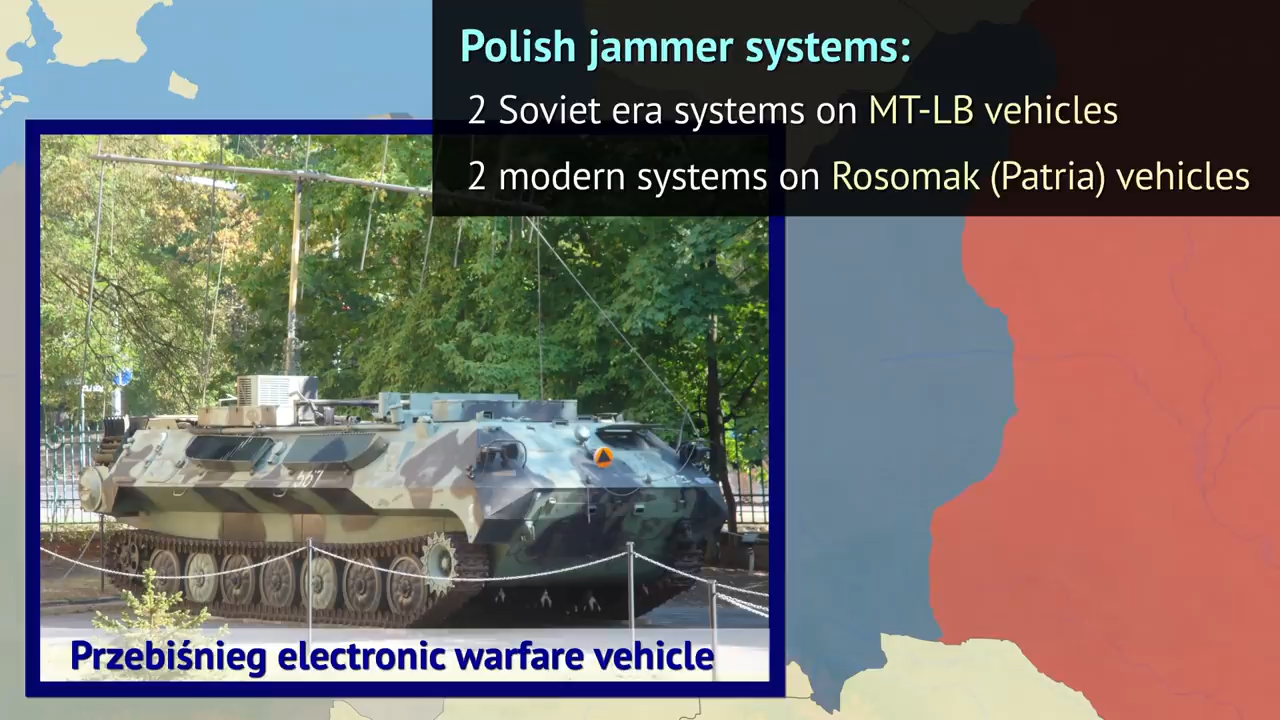 Polish jammer systems:
2 Soviet era systems on MT-LB vehicles
2 modern systems on Rosomak (Patria) vehicles
567
Przebiśnieg electronic warfare vehicle